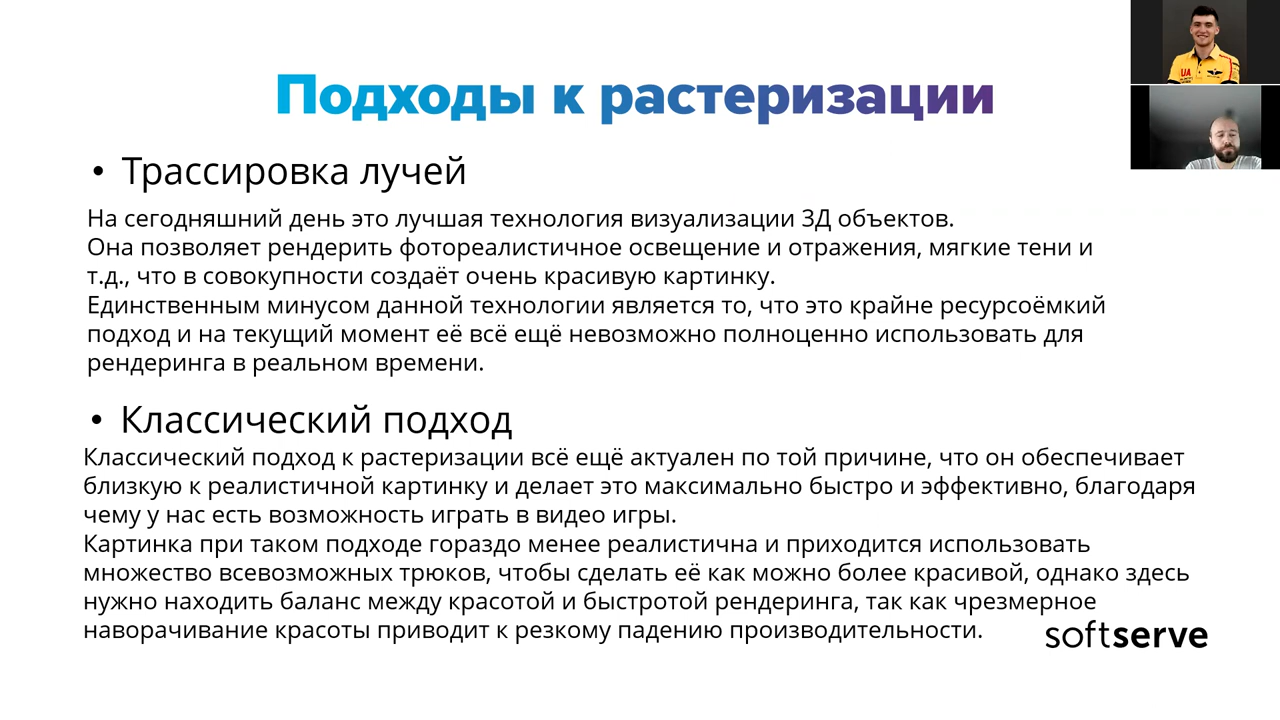 Подходы к растеризации
• Трассировка лучей
На сегодняшний день это лучшая технология визуализации 3Д объектов.
Она позволяет рендерить фотореалистичное освещение и отражения, мягкие тени и
т.д., что в совокупности создаёт очень красивую картинку.
Единственным минусом данной технологии является то, что это крайне ресурсоёмкий
подход и на текущий момент её всё ещё невозможно полноценно использовать для
рендеринга в реальном времени.
• Классический подход
Классический подход к растеризации всё ещё актуален по той причине, что он обеспечивает
близкую к реалистичной картинку и делает это максимально быстро и эффективно, благодаря
чему у нас есть возможность играть в видео игры.
Картинка при таком подходе гораздо менее реалистична и приходится использовать
множество всевозможных трюков, чтобы сделать её как можно более красивой, однако здесь
нужно находить баланс между красотой и быстротой рендеринга, так как чрезмерное
наворачивание красоты приводит к резкому падению производительности.
softserve
UA